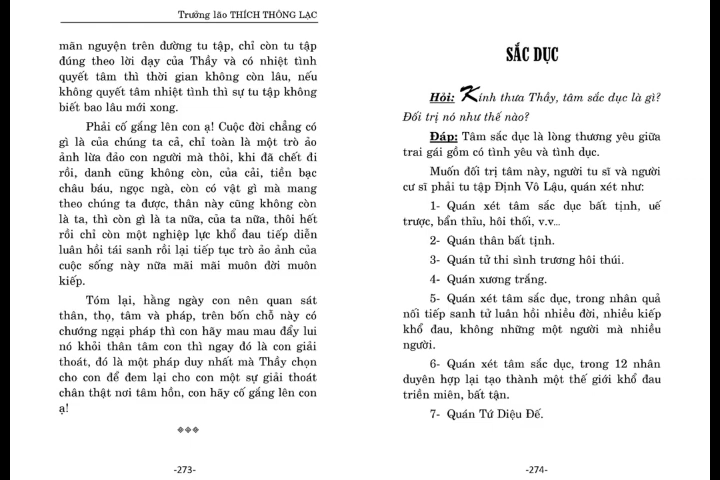 Trưởng lão THÍCH THÔNG LẠC
mãn nguyện trên đường tu tập, chỉ còn tu tập
đúng theo lời dạy của Thầy và có nhiệt tình
quyết tâm thì thời gian không còn lâu, nếu
không quyết tâm nhiệt tình thì sự tu tập không
biết bao lâu mới xong.
Phải cố gắng lên con ạ! Cuộc đời chẳng có
gì là của chúng ta cả, chỉ toàn là một trò ảo
ảnh lừa đảo con người mà thôi, khi đã chết đi
rồi, danh cũng không còn, của cải, tiền bạc
châu báu, ngọc ngà, còn có vật gì mà mang
theo chúng ta được, thân này cũng không còn
là ta, thì còn gì là ta nữa, của ta nữa, thôi hết
rồi chỉ còn một nghiệp lực khổ đau tiếp diễn
luân hồi tái sanh rồi lại tiếp tục trò ảo ảnh của
cuộc sống này nữa mãi mãi muôn đời muôn
kiếp.
Tóm lại, hằng ngày con nên quan sát
thân, thọ, tâm và pháp, trên bốn chỗ này có
chướng ngại pháp thì con hãy mau mau đẩy lui
nó khỏi thân tâm con thì ngay đó là con giải
thoát, đó là một pháp duy nhất mà Thầy chọn
cho con để đem lại cho con một sự giải thoát
chân thật nơi tâm hồn, con hãy cố gắng lên con
ạ!
-273-
SẮC DỤC
Hỏi: Kính thưa Thầy, tâm sắc dục là gì?
Đối trị nó như thế nào?
Đáp: Tâm sắc dục là lòng thương yêu giữa
trai gái gồm có tình yêu và tình dục.
Muốn đối trị tâm này, người tu sĩ và người
cư sĩ phải tu tập Định Vô Lậu, quán xét như:
1- Quán xét tâm sắc dục bất tịnh, uế
trược, bẩn thỉu, hôi thối, v.v...
2- Quán thân bất tịnh.
3- Quán tử thi sình trương hôi thúi.
4- Quán xương trắng.
5- Quán xét tâm sắc dục, trong nhân quả
nối tiếp sanh tử luân hồi nhiều đời, nhiều kiếp
khổ đau, không những một người mà nhiều
người.
6- Quán xét tâm sắc dục, trong 12 nhân
duyên hợp lại tạo thành một thế giới khổ đau
triền miên, bất tận.
7- Quán Tứ Diệu Đế.
-274-